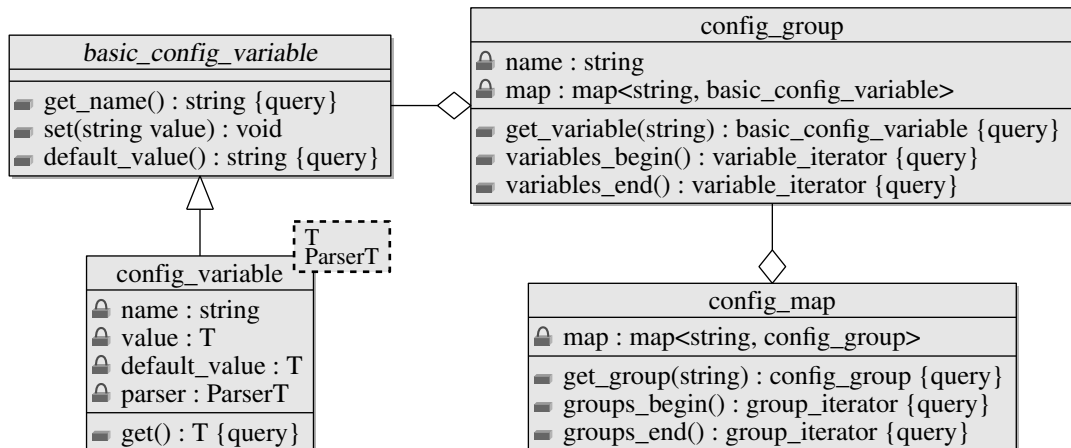 basic_config_variable
get_name() : string {query}
set(string value) : void
default_value() : string {query}
config_group
name : string
map : map<string, basic_config_variable>
get_variable(string) : basic_config_variable {query}
variables_begin() : variable_iterator {query}
variables_end() : variable_iterator {query}
T
ParserT
config_variable
name : string
value : T
default_value : T
parser : ParserT
get() : T {query}
config_map
map : map<string, config_group>
get_group(string) : config_group {query}
groups_begin() : group_iterator {query}
groups_end() : group_iterator {query}